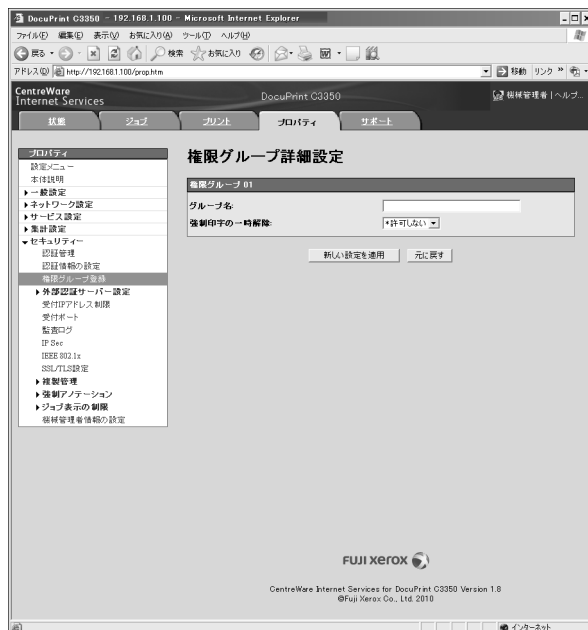 DocuPrint C3350 - 192.168.1.100 - Microsoft Internet Explorer
ファイル(F) 編集(E) 表示(V) お気に入り(A) ツール(T) ヘルプ(H)
戻る 検索 お気に入り
アドレス(D) http://192.168.1.100/prop.htm 移動 リンク »
CentreWare
Internet Services
DocuPrint C3350
機械管理者 | ヘルプ...
状態 ジョブ プリント プロパティ サポート
プロパティ
設定メニュー
本体説明
一般設定
ネットワーク設定
サービス設定
集計設定
セキュリティー
認証管理
認証情報の設定
権限グループ登録
外部認証サーバー設定
受付IPアドレス制限
受付ポート
監査ログ
IP Sec
IEEE 802.1x
SSL/TLS設定
複製管理
強制アノテーション
ジョブ表示の制限
機械管理者情報の設定
権限グループ詳細設定
権限グループ 01
グループ名:
強制印字の一時解除: *許可しない
新しい設定を適用 元に戻す
FUJI XEROX
CentreWare Internet Services for DocuPrint C3350 Version 1.8
©Fuji Xerox Co., Ltd. 2010
インターネット